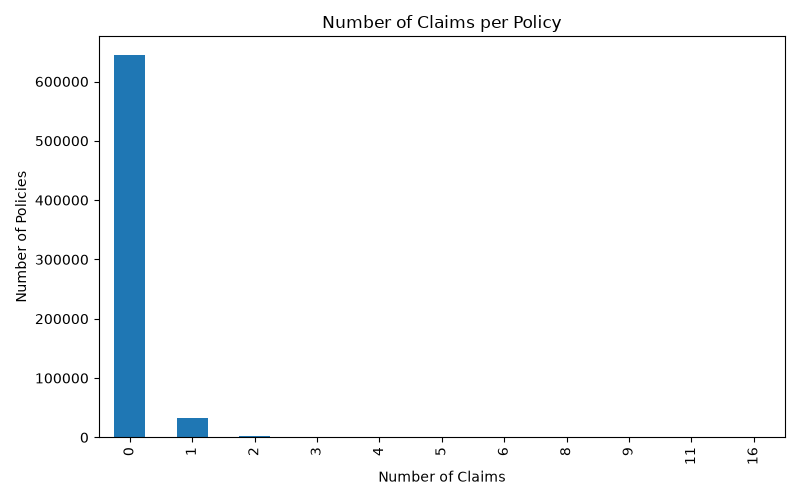 Number of Claims per Policy
Number of Policies
600000
500000
400000
300000
200000
100000
0
0 1 2 3 4 5 6 8 9 11 16
Number of Claims